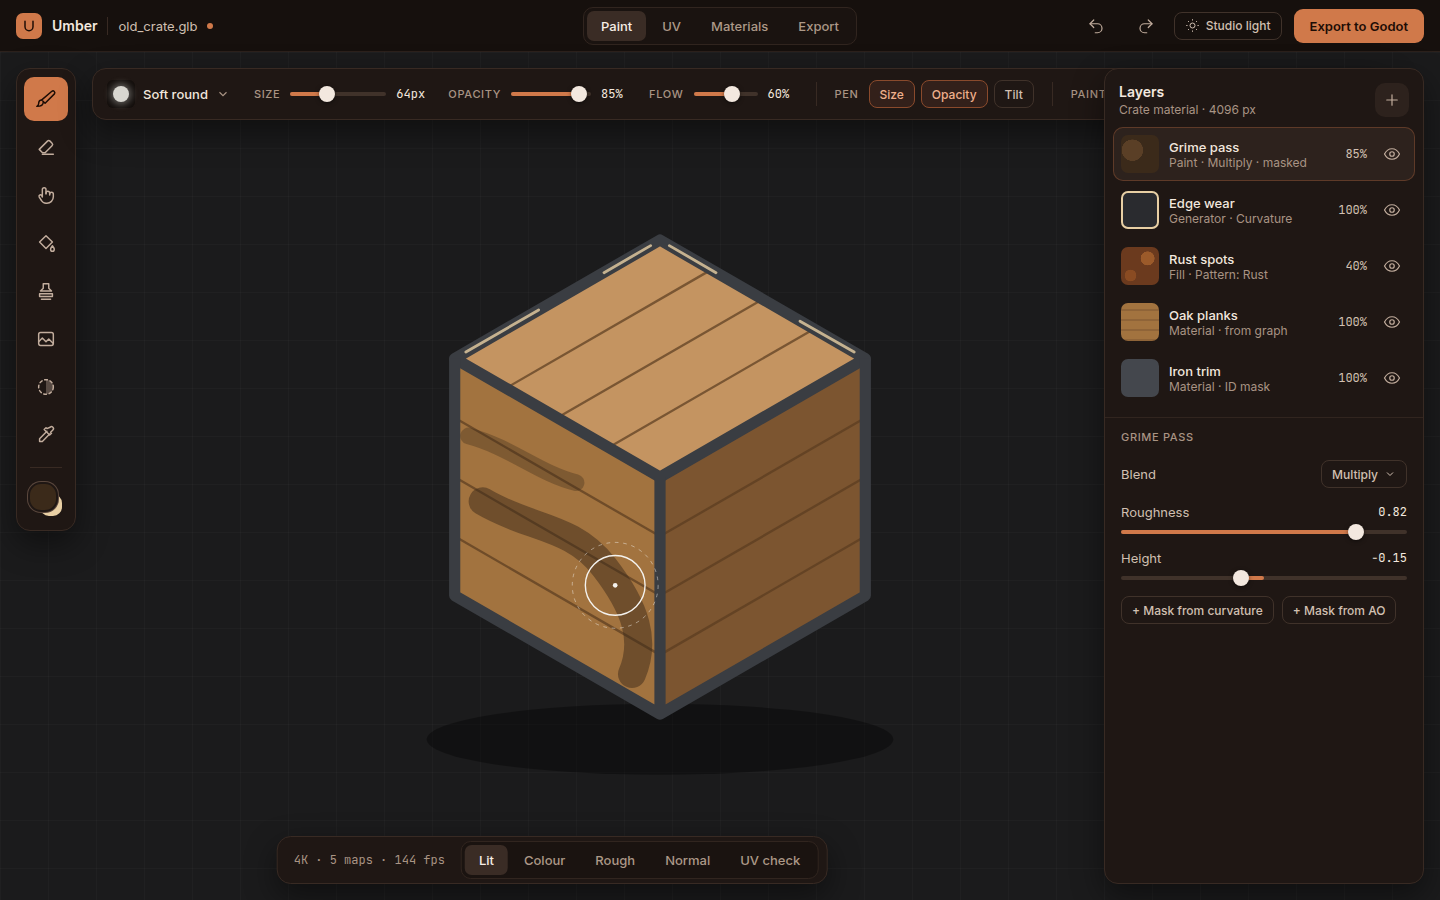 Umber
old_crate.glb
Paint
UV
Materials
Export
Studio light
Export to Godot
Soft round
SIZE
64px
OPACITY
85%
FLOW
60%
PEN
Size
Opacity
Tilt
PAINT
Layers
Crate material · 4096 px
Grime pass
Paint · Multiply · masked
85%
Edge wear
Generator · Curvature
100%
Rust spots
Fill · Pattern: Rust
40%
Oak planks
Material · from graph
100%
Iron trim
Material · ID mask
100%
GRIME PASS
Blend
Multiply
Roughness
0.82
Height
-0.15
+ Mask from curvature
+ Mask from AO
4K · 5 maps · 144 fps
Lit
Colour
Rough
Normal
UV check